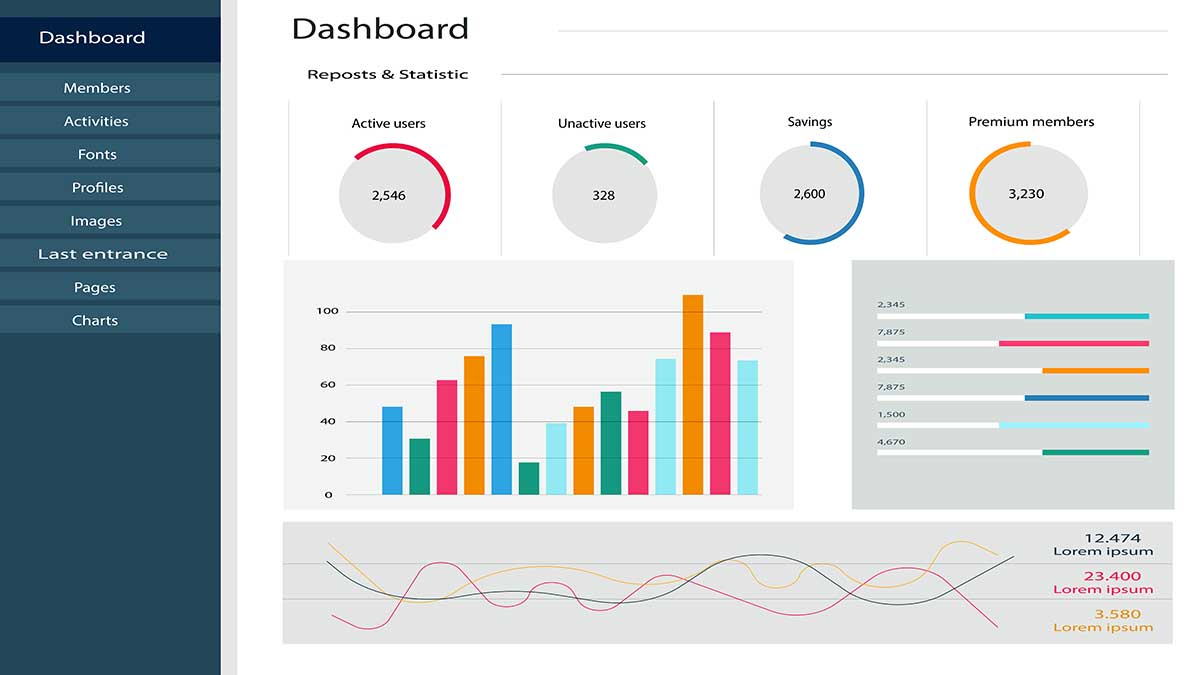 Dashboard
Members
Activities
Fonts
Profiles
Images
Last entrance
Pages
Charts
Dashboard
Reposts & Statistic
Active users
2,546
Unactive users
328
Savings
2,600
Premium members
3,230
100
80
60
40
20
0
2,345
7,875
2,345
7,875
1,500
4,670
12.474
Lorem ipsum
23.400
Lorem ipsum
3.580
Lorem ipsum